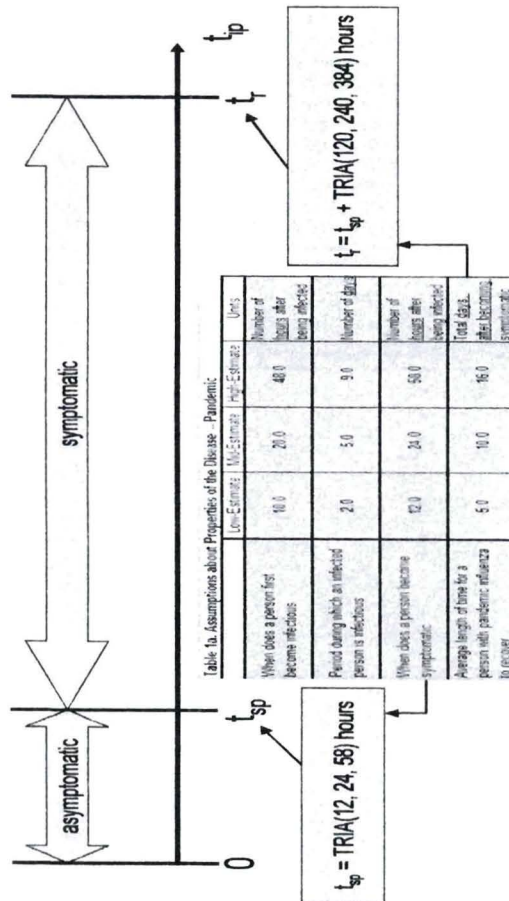 asymptomatic
symptomatic
0
t_sp
t_r
t_ip
t_sp = TRIA(12, 24, 58) hours
Table 1a. Assumptions about Properties of the Disease – Pandemic
Low-Estimate Mid-Estimate High-Estimate Units
When does a person first
become infectious
10.0 20.0 48.0
Number of
hours after
being infected
Period during which an infected
person is infectious
2.0 5.0 9.0
Number of days
When does a person become
symptomatic
12.0 24.0
Number of
hours after
being infected
Average length of time for a
person with pandemic influenza
to recover
5.0 10.0 16.0
Total days,
after becoming
symptomatic
t_r = t_sp + TRIA(120, 240, 384) hours